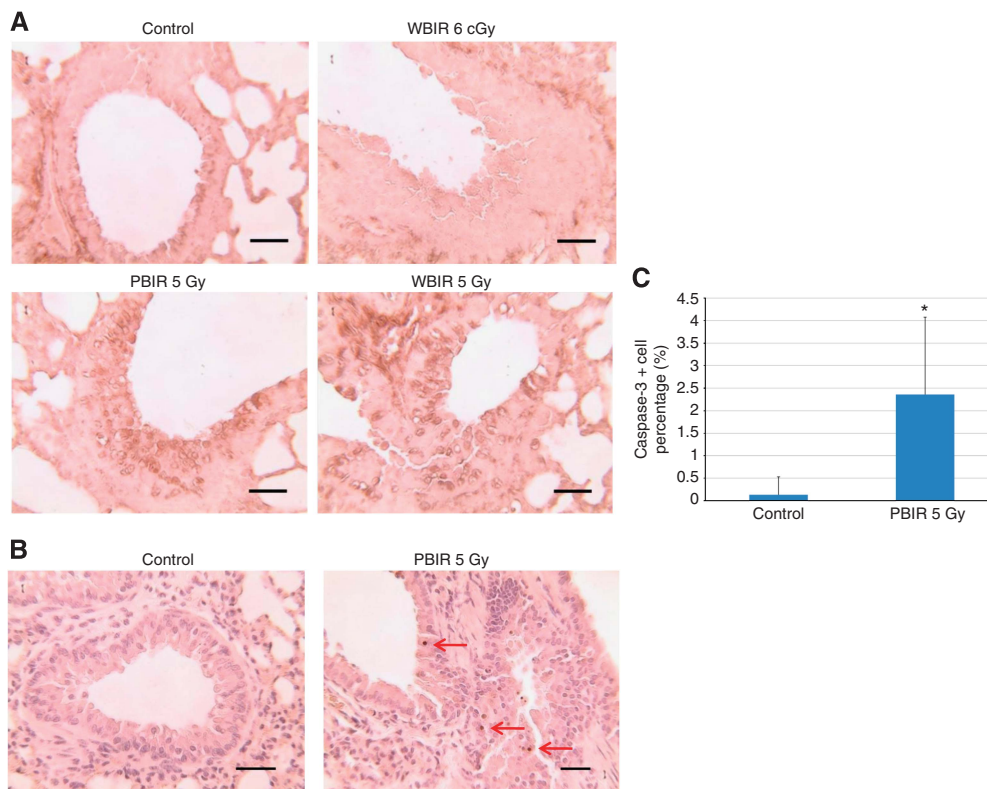 A
Control
WBIR 6 cGy
PBIR 5 Gy
WBIR 5 Gy
C
4.5
4
3.5
3
2.5
2
1.5
1
0.5
0
Caspase-3 + cell
percentage (%)
*
Control
PBIR 5 Gy
B
Control
PBIR 5 Gy